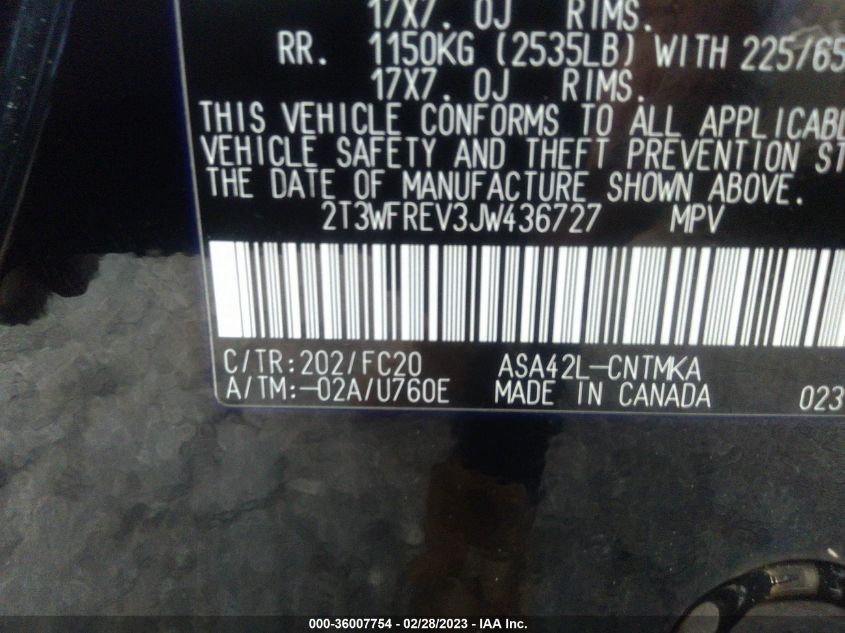 17X7. 0J RIMS.
RR. 1150KG (2535LB) WITH 225/65
17X7. 0J RIMS.
THIS VEHICLE CONFORMS TO ALL APPLICABL
VEHICLE SAFETY AND THEFT PREVENTION ST
THE DATE OF MANUFACTURE SHOWN ABOVE.
2T3WFREV3JW436727 MPV
C/TR:202/FC20 ASA42L-CNTMKA
A/TM:-02A/U760E MADE IN CANADA 023
000-36007754 - 02/28/2023 - IAA Inc.